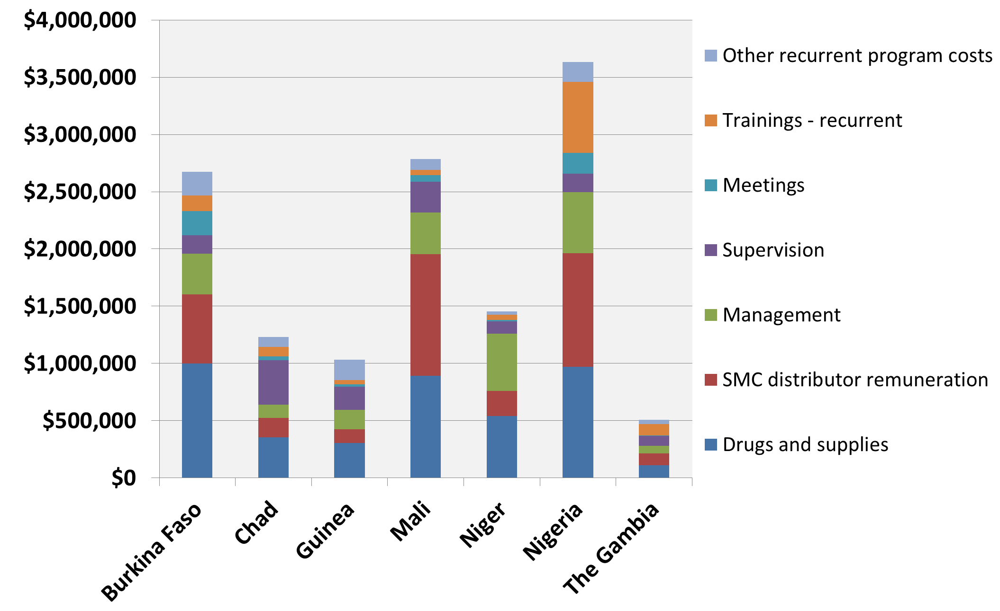 $4,000,000
$3,500,000
$3,000,000
$2,500,000
$2,000,000
$1,500,000
$1,000,000
$500,000
$0
Burkina Faso
Chad
Guinea
Mali
Niger
Nigeria
The Gambia
Other recurrent program costs
Trainings - recurrent
Meetings
Supervision
Management
SMC distributor remuneration
Drugs and supplies